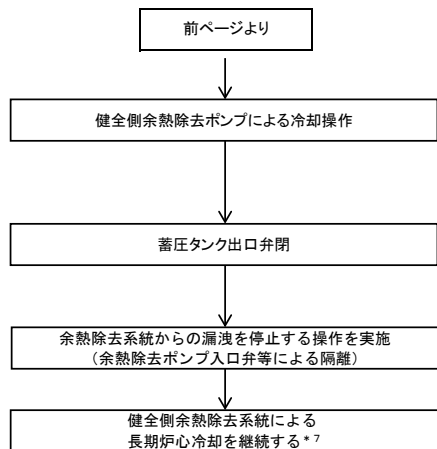 前ページより
健全側余熱除去ポンプによる冷却操作
蓄圧タンク出口弁閉
余熱除去系統からの漏洩を停止する操作を実施
(余熱除去ポンプ入口弁等による隔離)
健全側余熱除去系統による
長期炉心冷却を継続する*7